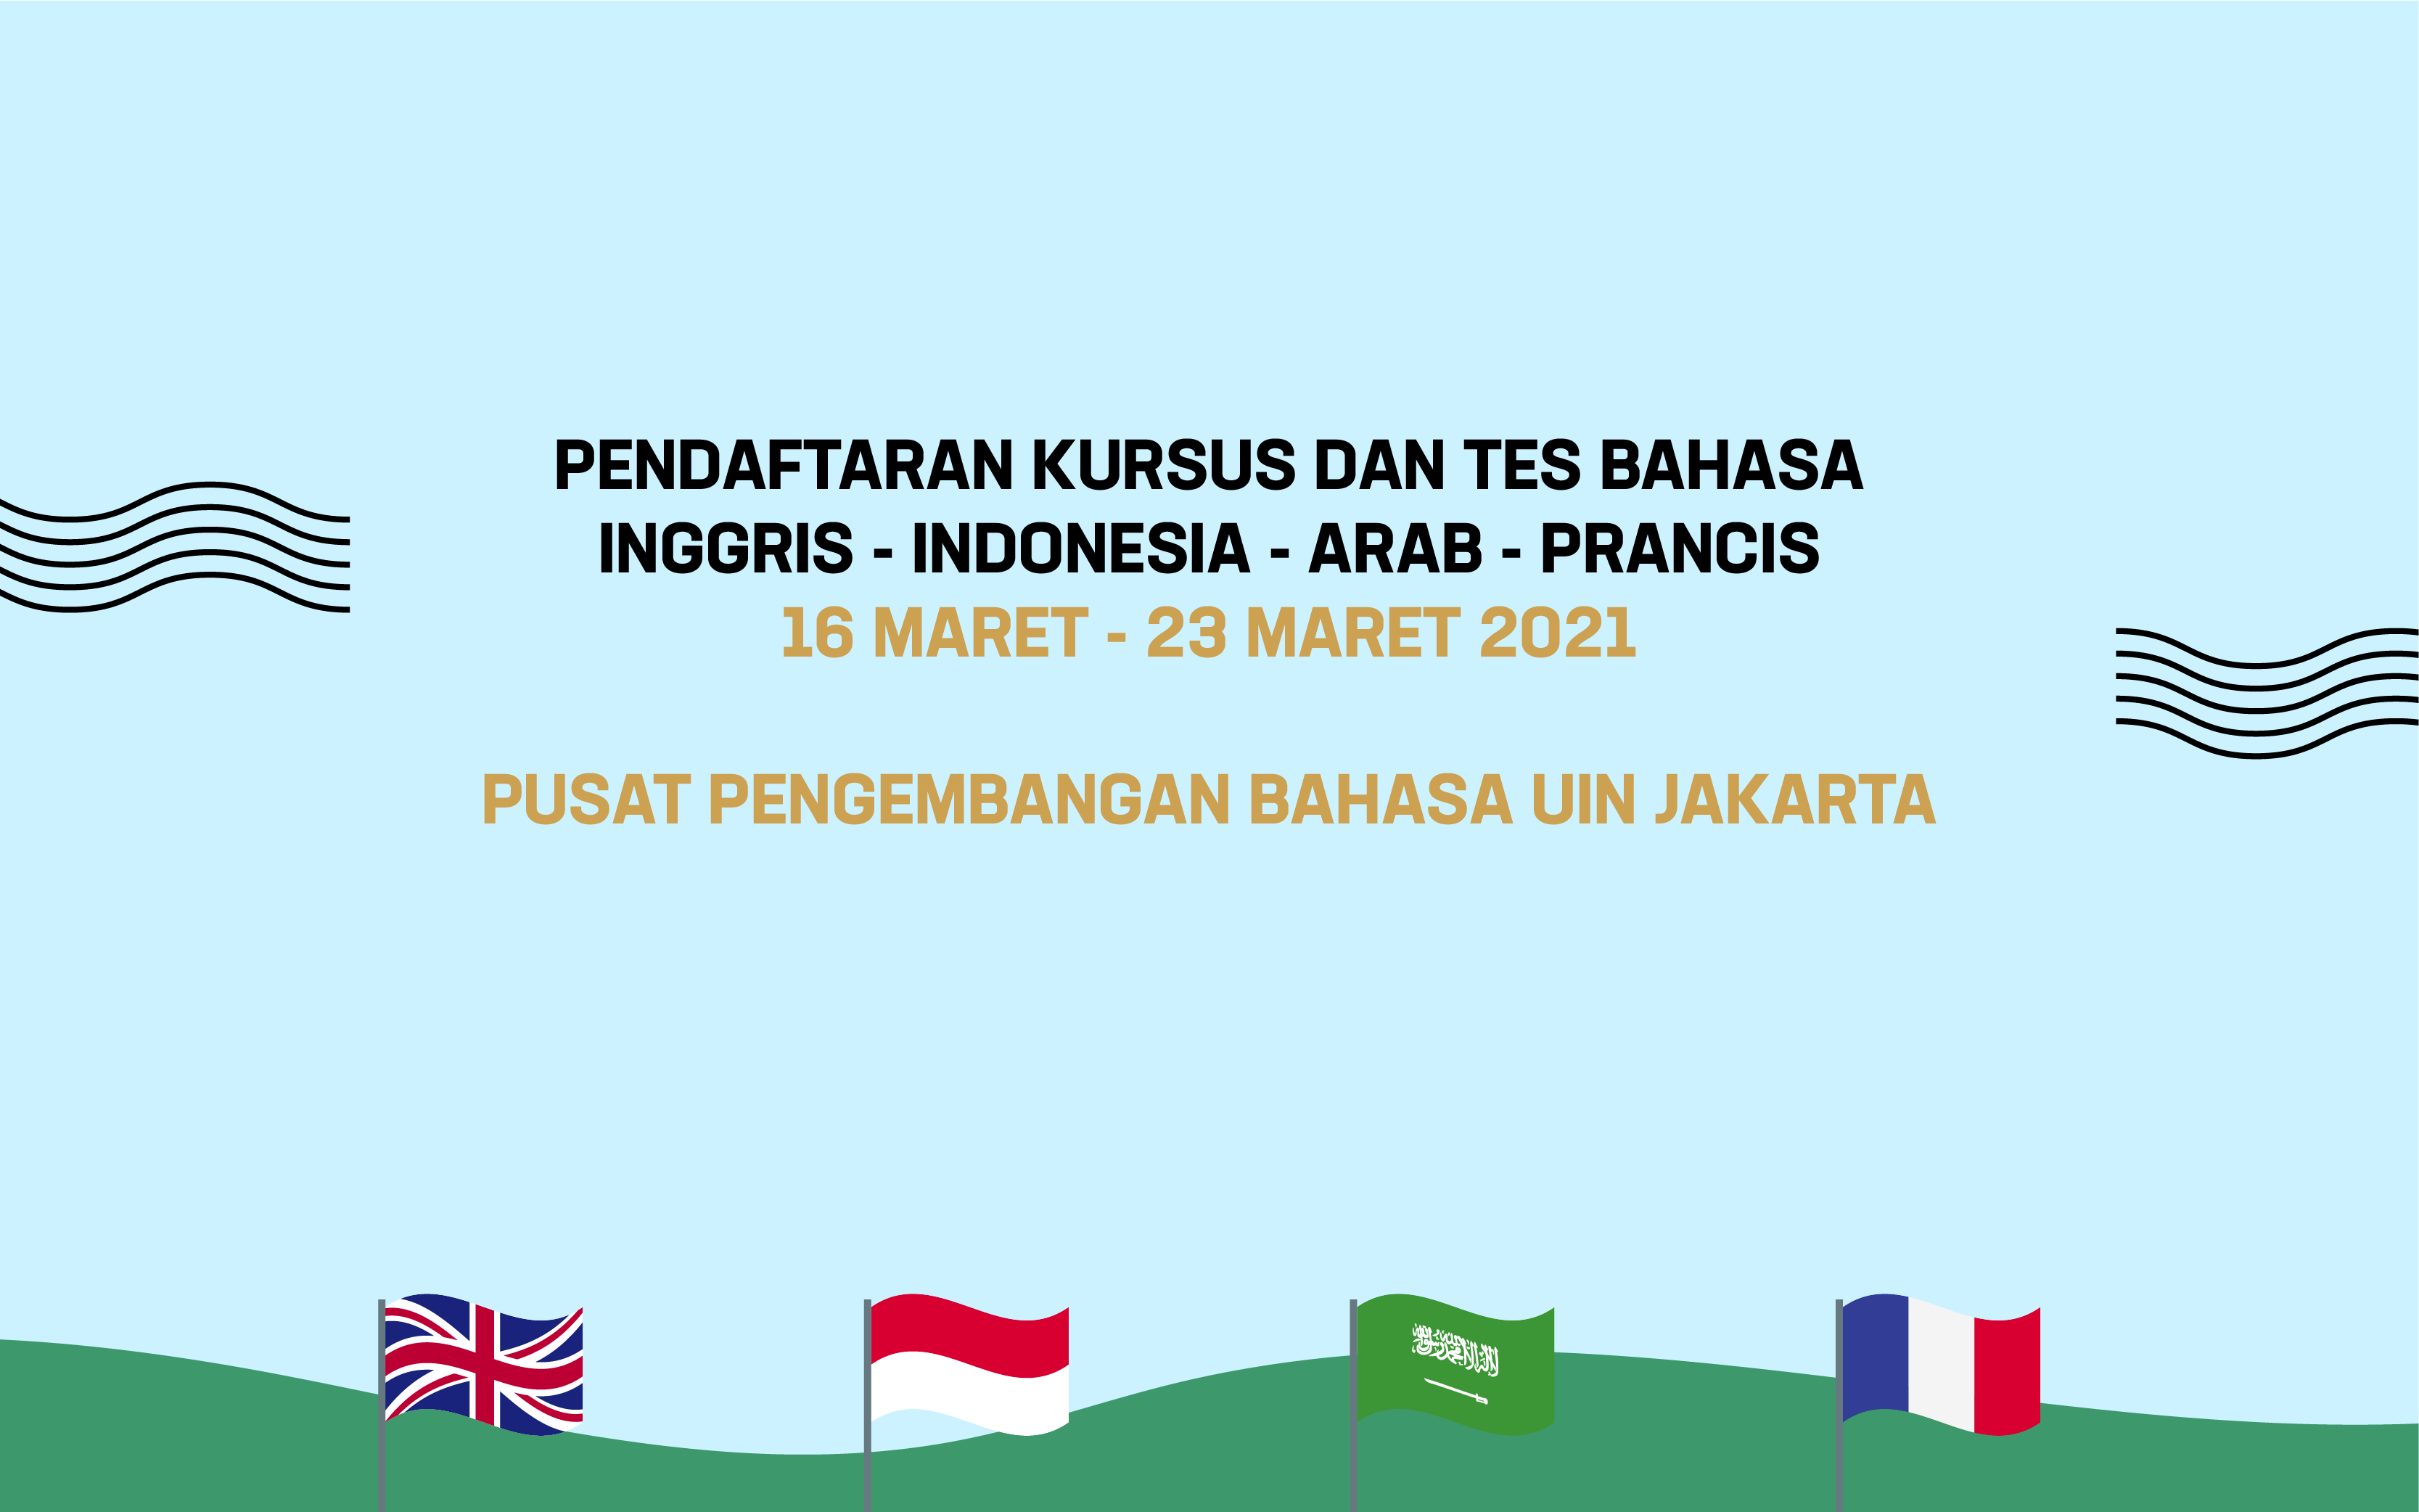 PENDAFTARAN KURSUS DAN TES BAHASA
INGGRIS - INDONESIA - ARAB - PRANCIS
16 MARET - 23 MARET 2021
PUSAT PENGEMBANGAN BAHASA UIN JAKARTA